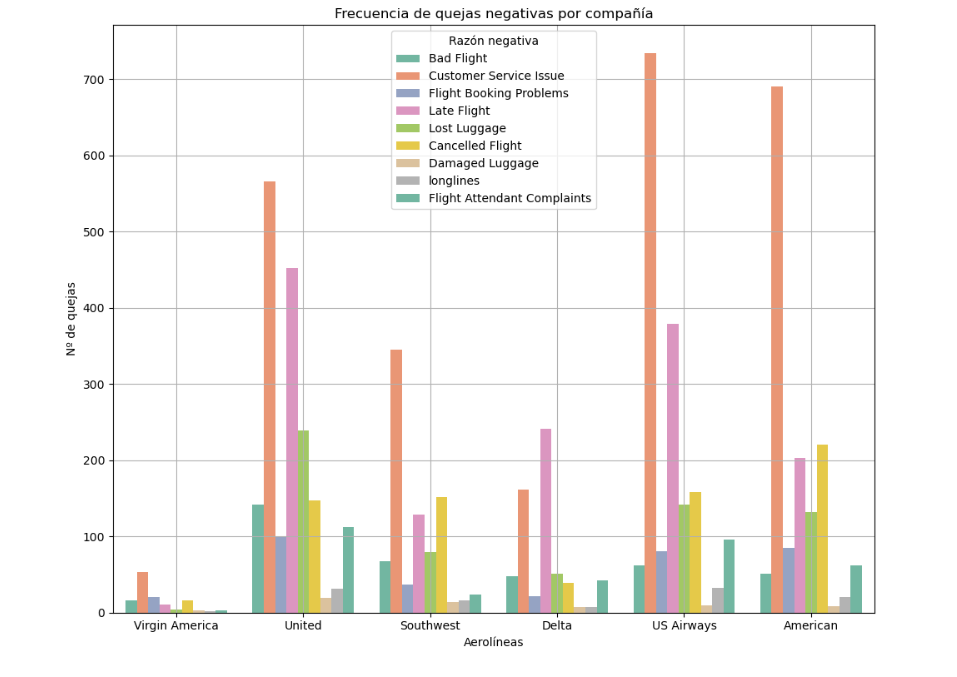 Frecuencia de quejas negativas por compañía
Razón negativa
Bad Flight
Customer Service Issue
Flight Booking Problems
Late Flight
Lost Luggage
Cancelled Flight
Damaged Luggage
longlines
Flight Attendant Complaints
Nº de quejas
700
600
500
400
300
200
100
0
Virgin America
United
Southwest
Delta
US Airways
American
Aerolíneas